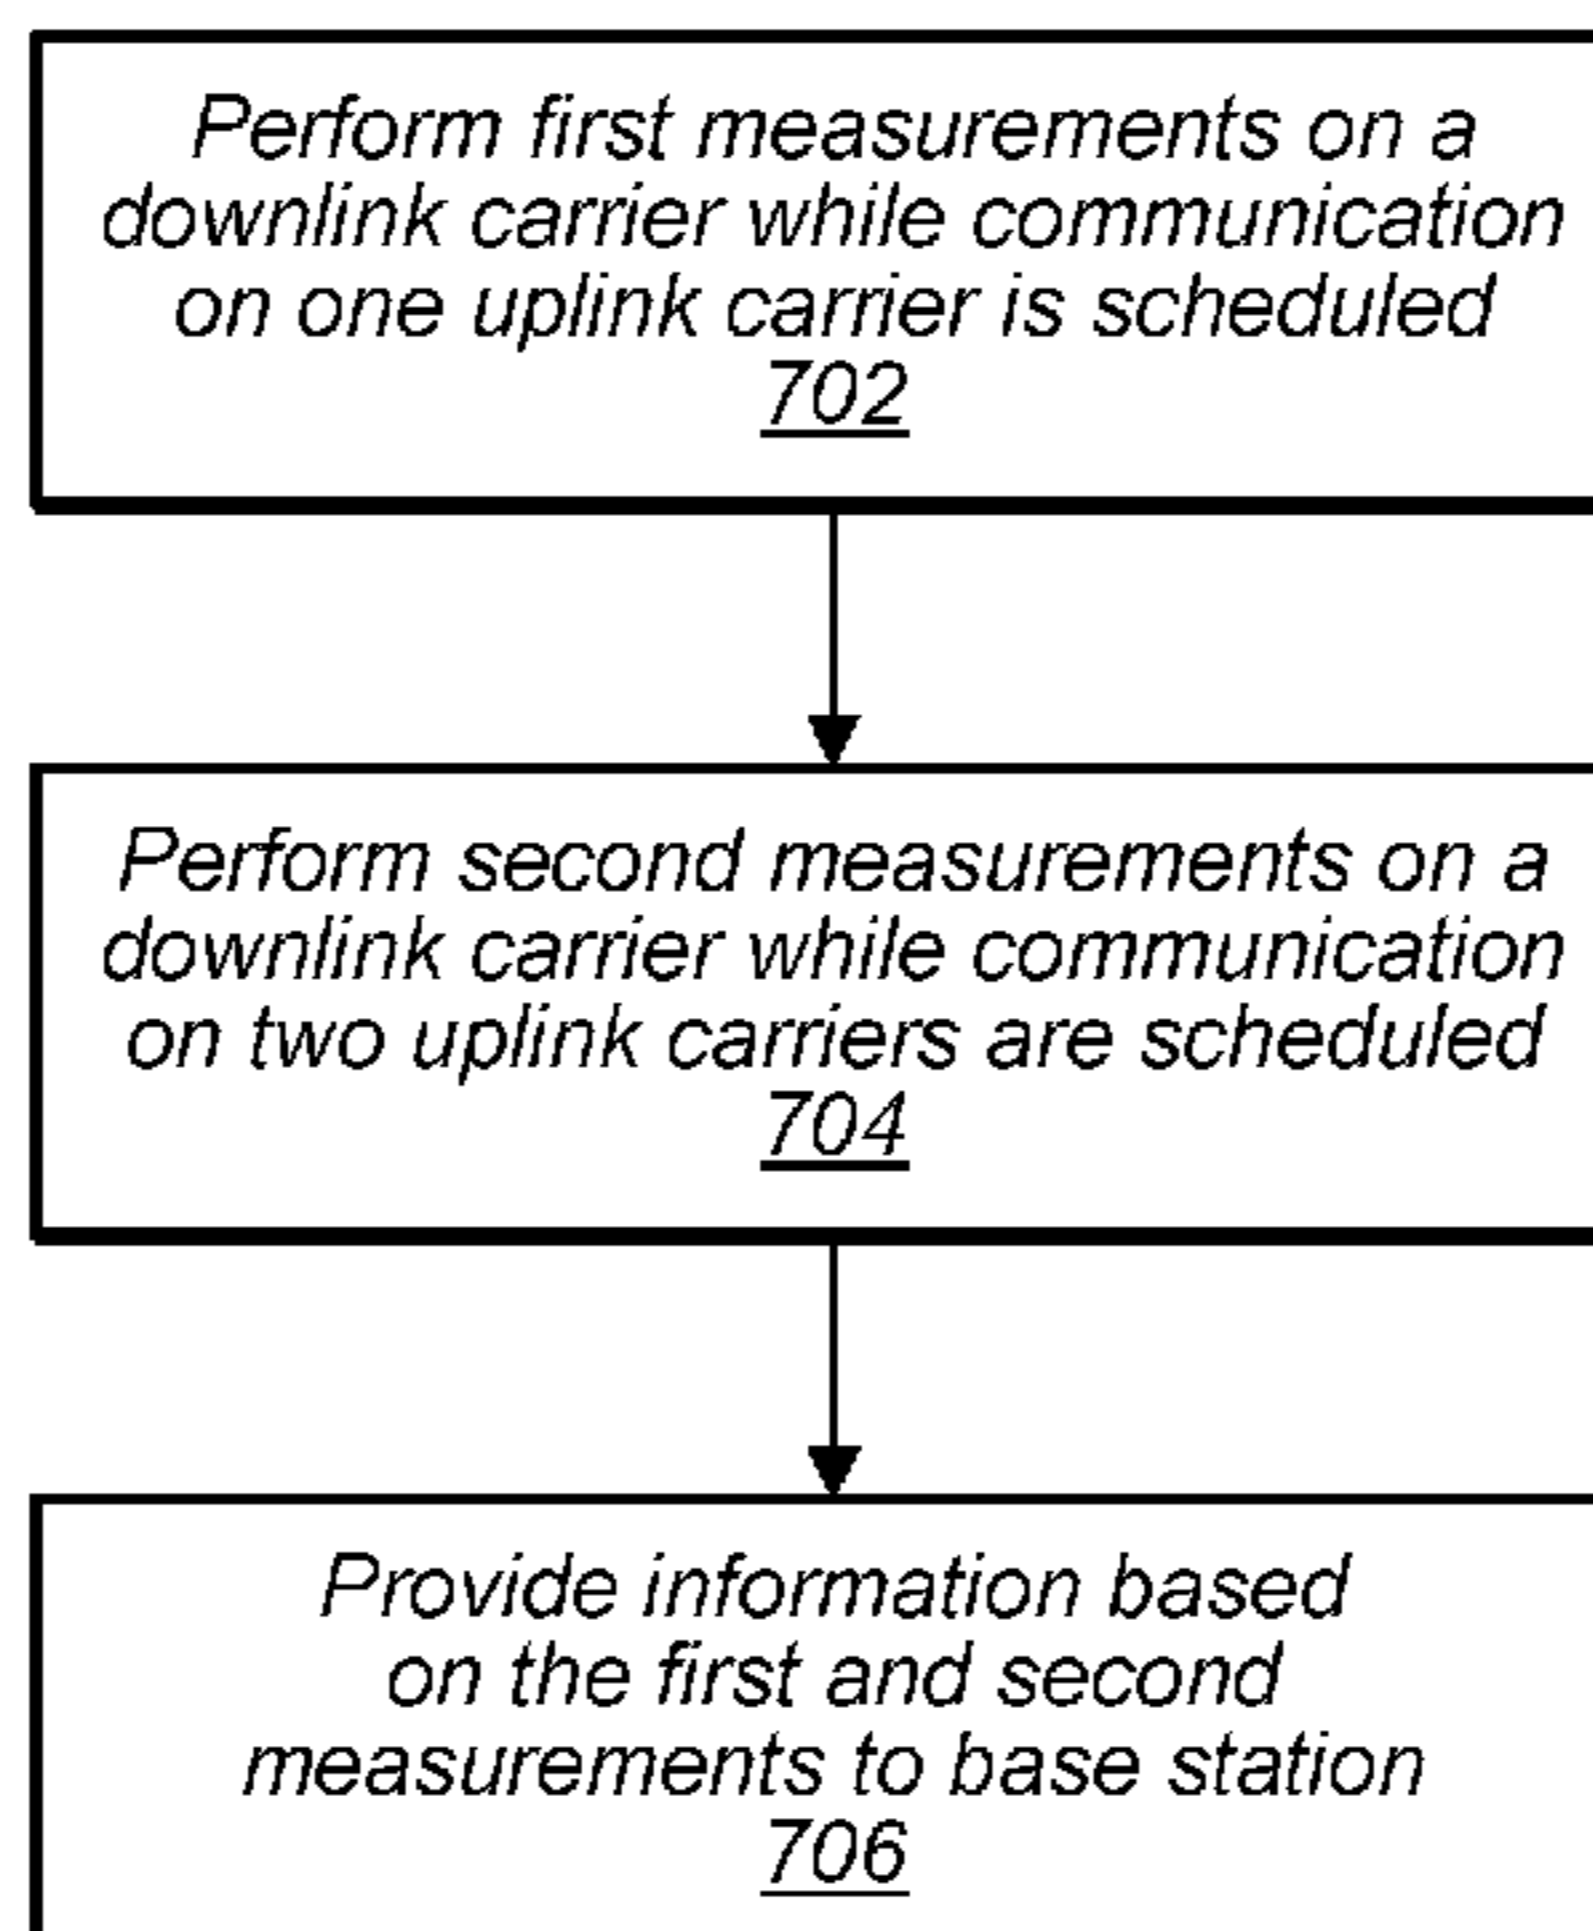 Perform first measurements on a
downlink carrier while communication
on one uplink carrier is scheduled
702
Perform second measurements on a
downlink carrier while communication
on two uplink carriers are scheduled
704
Provide information based
on the first and second
measurements to base station
706